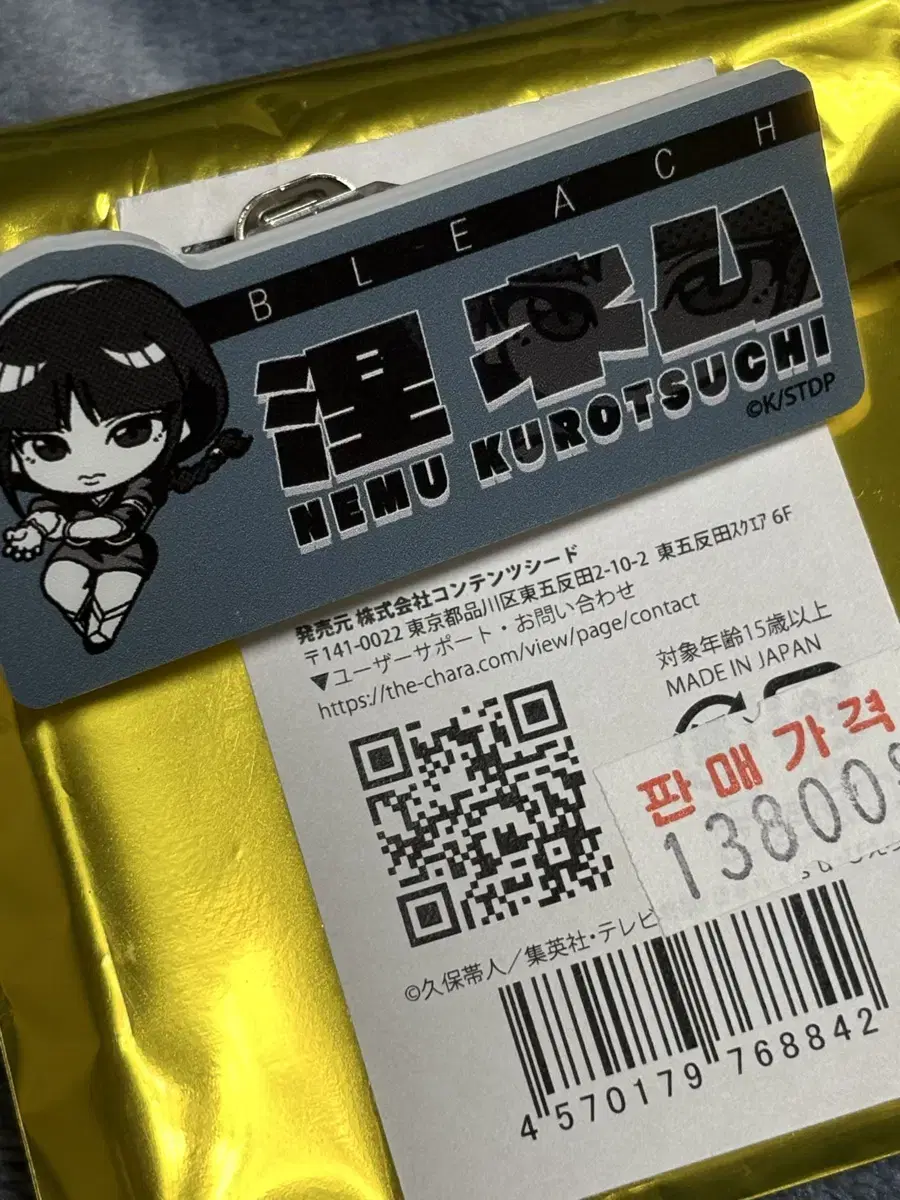 BLEACH
涅ネム
NEMU KUROTSUCHI
©K/STDP
発売元 株式会社コンテンツシード
〒141-0022 東京都品川区東五反田2-10-2 東五反田ｽｸｴｱ 6F
▼ユーザーサポート・お問い合わせ
https://the-chara.com/view/page/contact
対象年齢15歳以上
MADE IN JAPAN
판매가격
13800
©久保帯人／集英社・テレビ
4 570179 768842